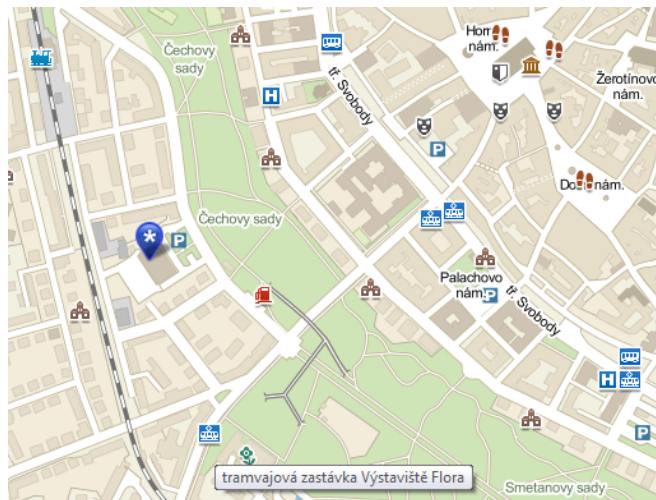 Horní
nám.
Čechovy
sady
tř. Svobody
H
Žerotínovo
nám.
P
Dolní nám.
Čechovy sady
*
P
Palachovo
nám.
P
tř. Svobody
H
P
tramvajová zastávka Výstaviště Flora
Smetanovy sady